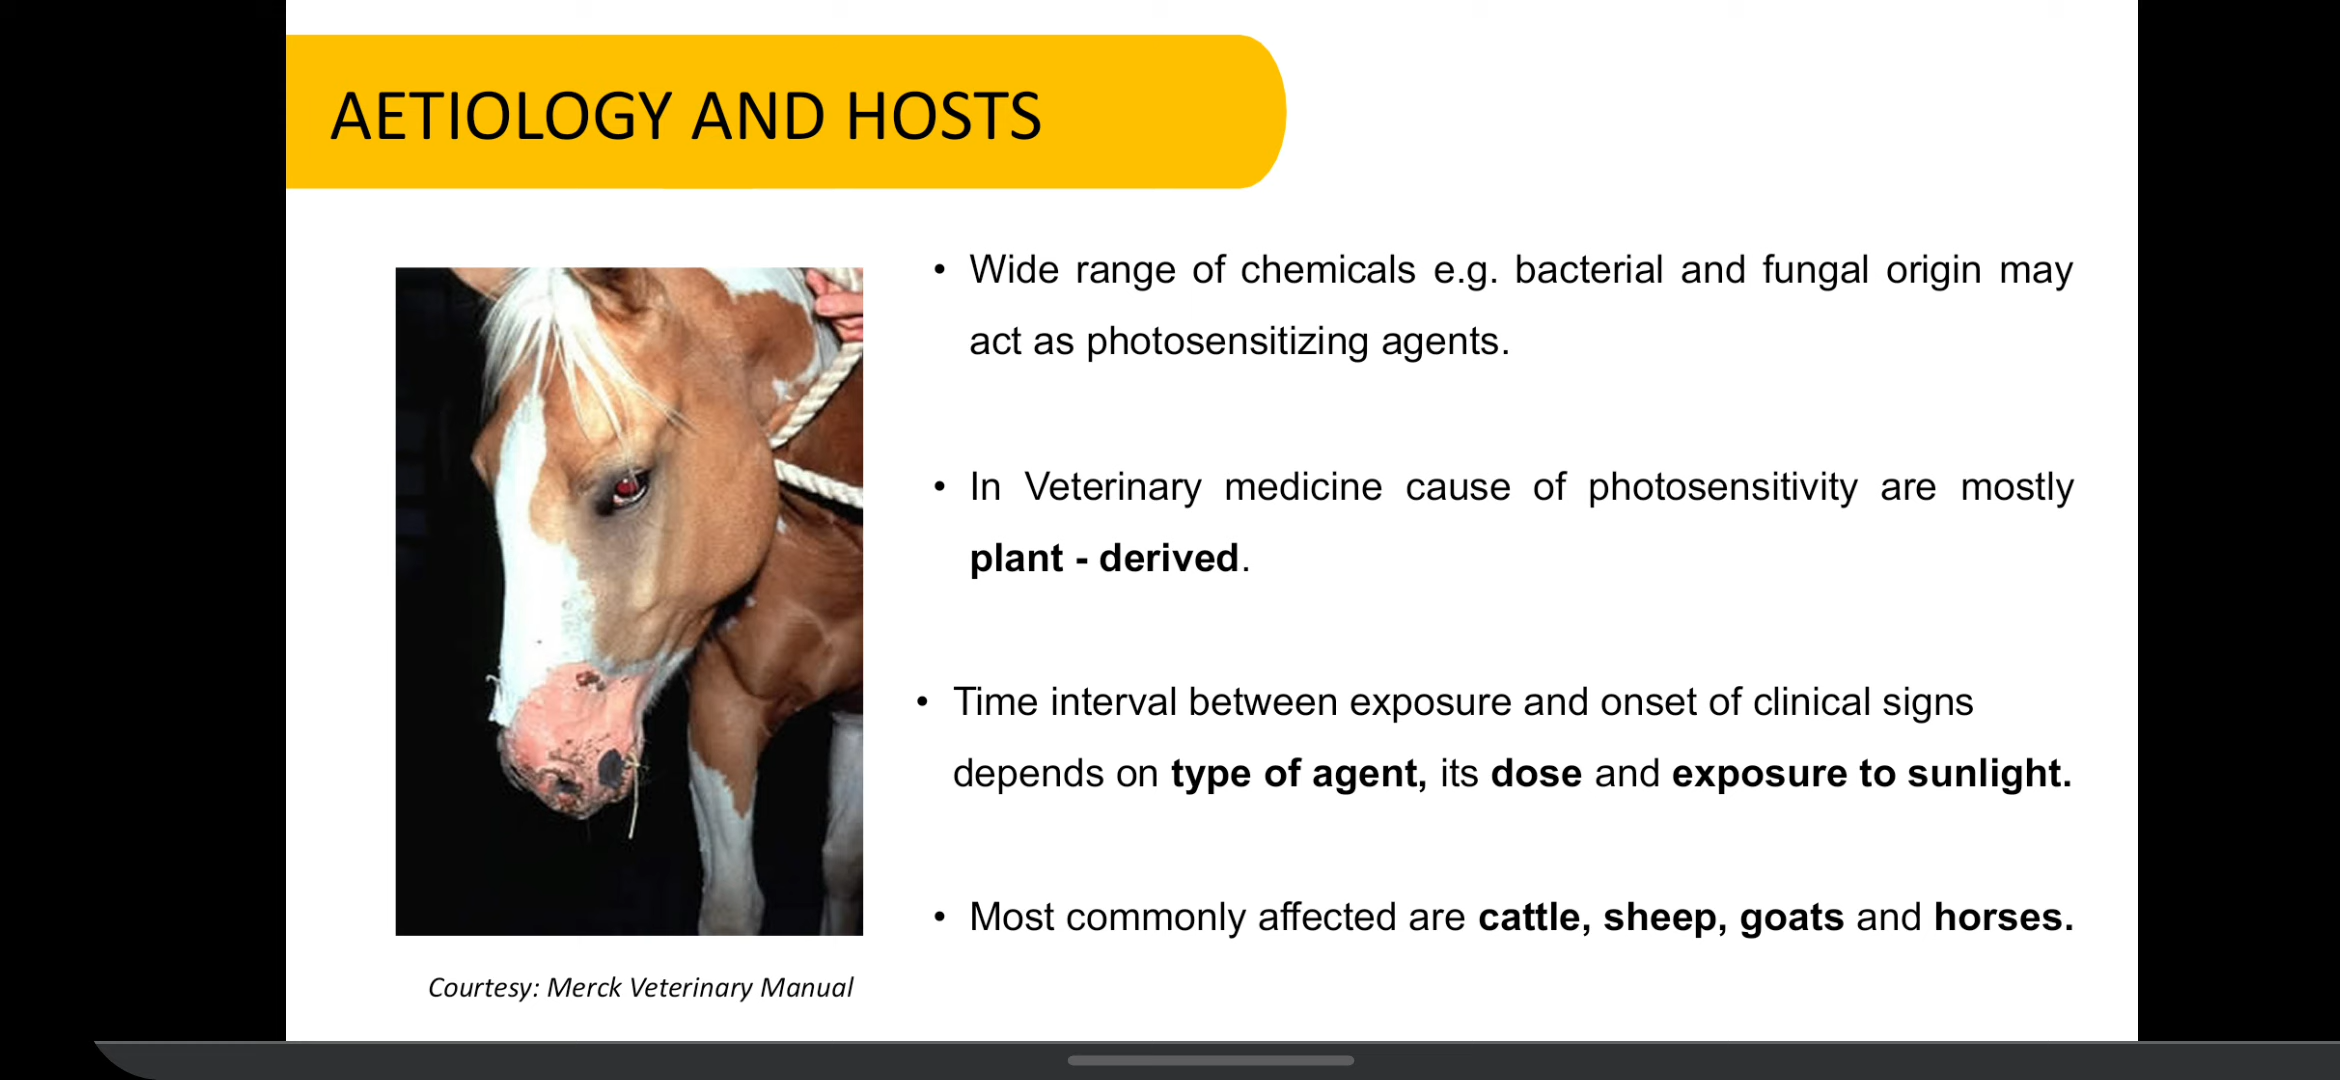 AETIOLOGY AND HOSTS
• Wide range of chemicals e.g. bacterial and fungal origin may
act as photosensitizing agents.
• In Veterinary medicine cause of photosensitivity are mostly
plant - derived.
• Time interval between exposure and onset of clinical signs
depends on type of agent, its dose and exposure to sunlight.
• Most commonly affected are cattle, sheep, goats and horses.
Courtesy: Merck Veterinary Manual